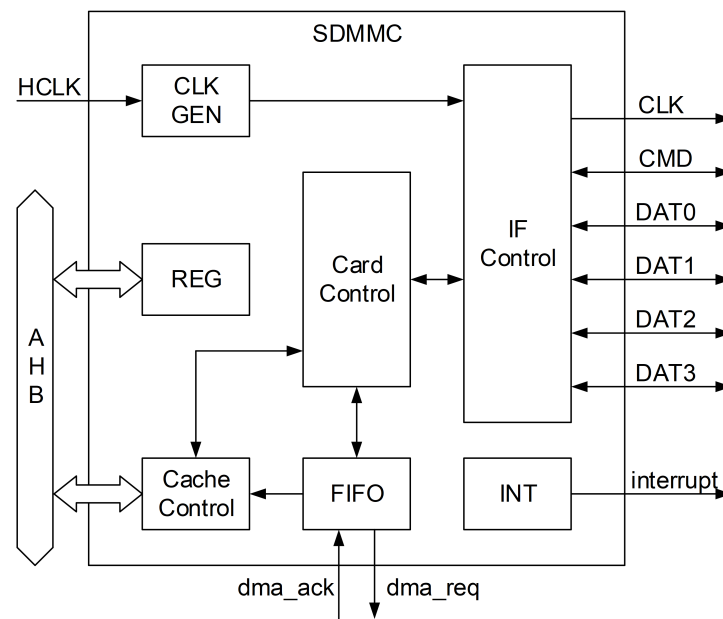 SDMMC
HCLK
CLK
GEN
CLK
CMD
DAT0
DAT1
DAT2
DAT3
IF
Control
Card
Control
REG
A
H
B
Cache
Control
FIFO
INT
interrupt
dma_ack
dma_req